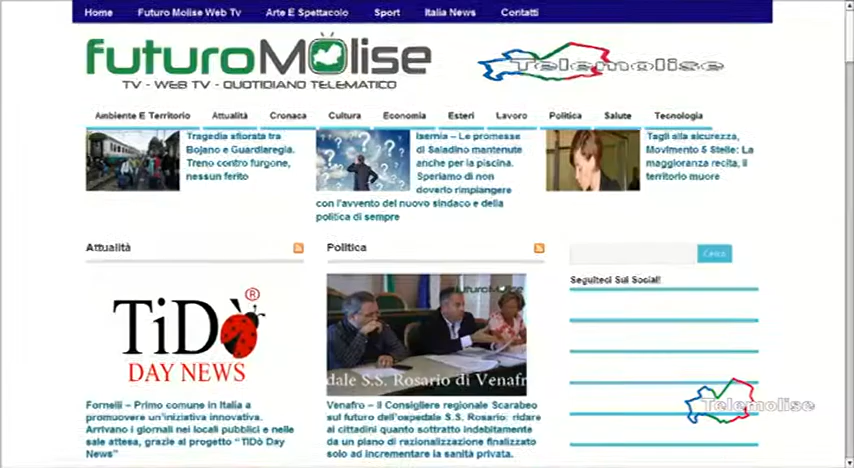 Home Futuro Molise Web Tv Arte E Spettacolo Sport Italia News Contatti
futuroMolise
TV - WEB TV - QUOTIDIANO TELEMATICO
Telemolise
Ambiente E Territorio Attualità Cronaca Cultura Economia Esteri Lavoro Politica Salute Tecnologia
Tragedia sfiorata tra
Bojano e Guardiaregia.
Treno contro furgone,
nessun ferito
Isernia – Le promesse
di Saladino mantenute
anche per la piscina.
Speriamo di non
doverlo rimpiangere
con l'avvento del nuovo sindaco e della
politica di sempre
Tagli alla sicurezza,
Movimento 5 Stelle: La
maggioranza recita, il
territorio muore
Attualità
TiDò
®
DAY NEWS
Fornelli – Primo comune in Italia a
promuovere un'iniziativa innovativa.
Arrivano i giornali nei locali pubblici e nelle
sale attesa, grazie al progetto "TiDò Day
News"
Politica
futuroMolise
dale S.S. Rosario di Venafr
Venafro – Il Consigliere regionale Scarabeo
sul futuro dell'ospedale S.S. Rosario: ridare
ai cittadini quanto sottratto indebitamente
da un piano di razionalizzazione finalizzato
solo ad incrementare la sanità privata.
Cerca
Seguiteci Sui Social!
Telemolise